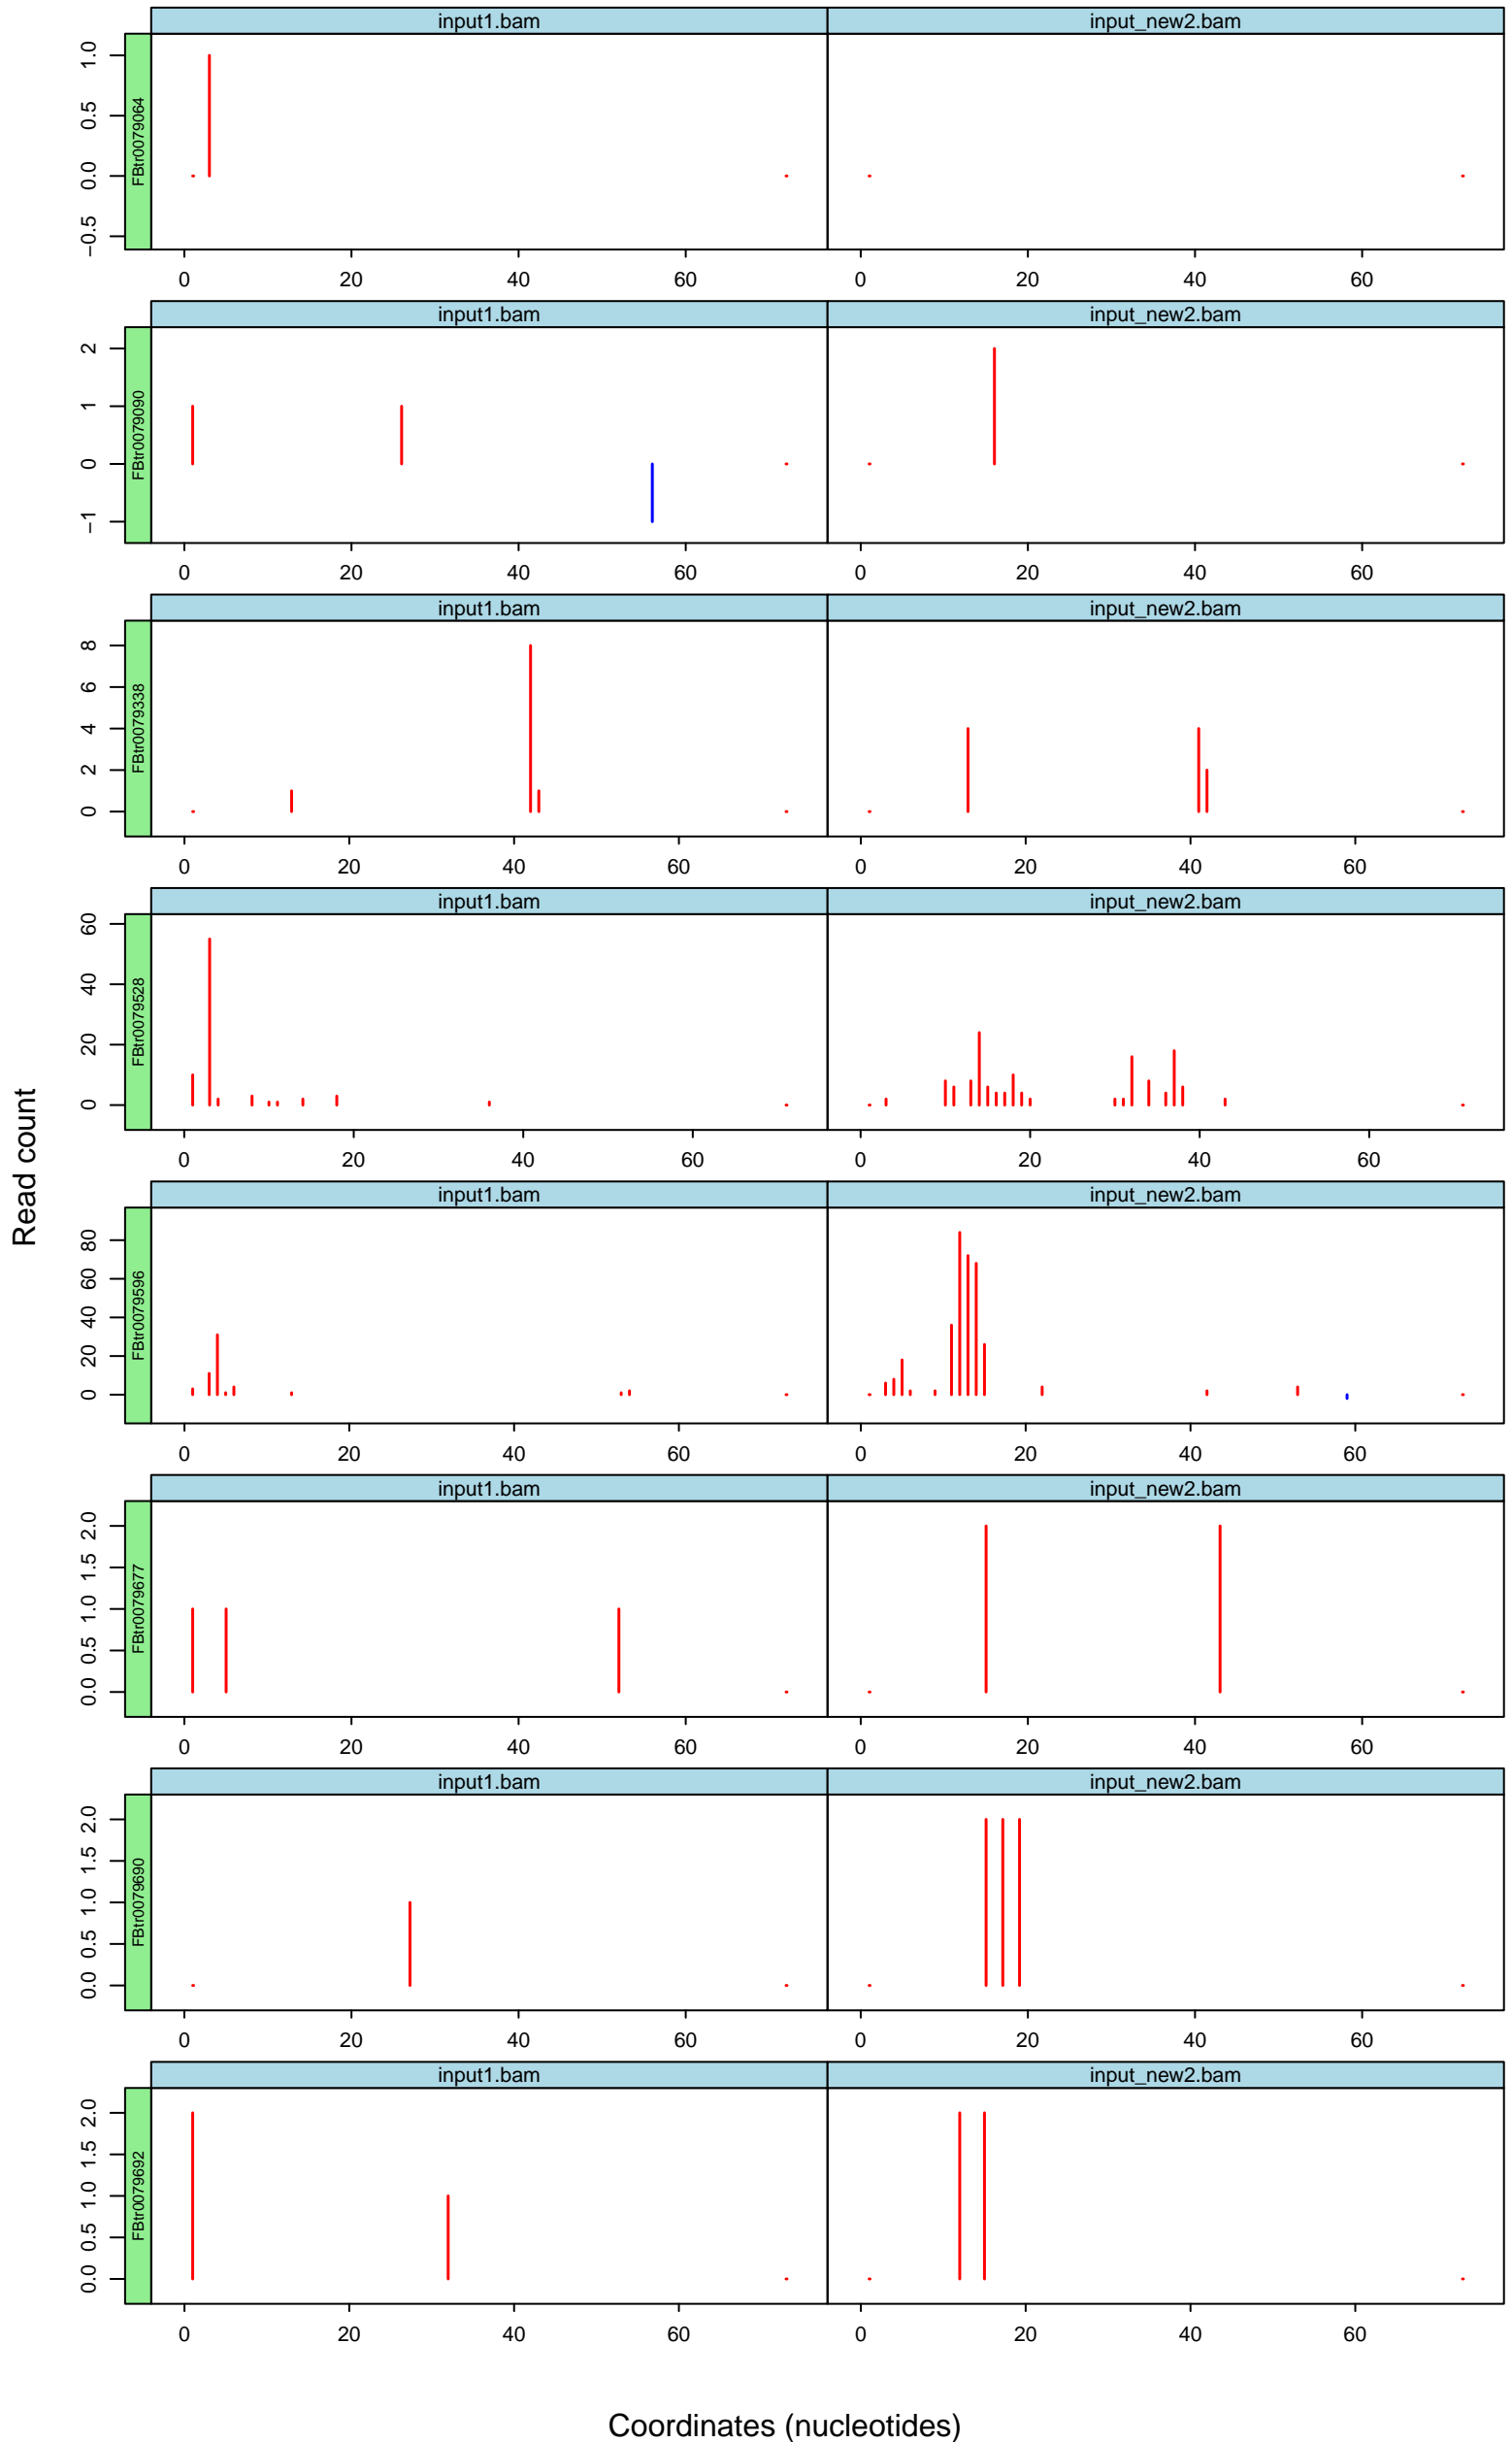 input1.bam input_new2.bam
FBtr0079064
1.0
0.5
0.0
−0.5
0 20 40 60 0 20 40 60
input1.bam input_new2.bam
FBtr0079090
2
1
0
−1
0 20 40 60 0 20 40 60
input1.bam input_new2.bam
FBtr0079338
8
6
4
2
0
0 20 40 60 0 20 40 60
input1.bam input_new2.bam
FBtr0079528
60
40
20
0
0 20 40 60 0 20 40 60
Read count
input1.bam input_new2.bam
FBtr0079596
80
60
40
20
0
0 20 40 60 0 20 40 60
input1.bam input_new2.bam
FBtr0079677
2.0
1.5
1.0
0.5
0.0
0 20 40 60 0 20 40 60
input1.bam input_new2.bam
FBtr0079690
2.0
1.5
1.0
0.5
0.0
0 20 40 60 0 20 40 60
input1.bam input_new2.bam
FBtr0079692
2.0
1.5
1.0
0.5
0.0
0 20 40 60 0 20 40 60
Coordinates (nucleotides)